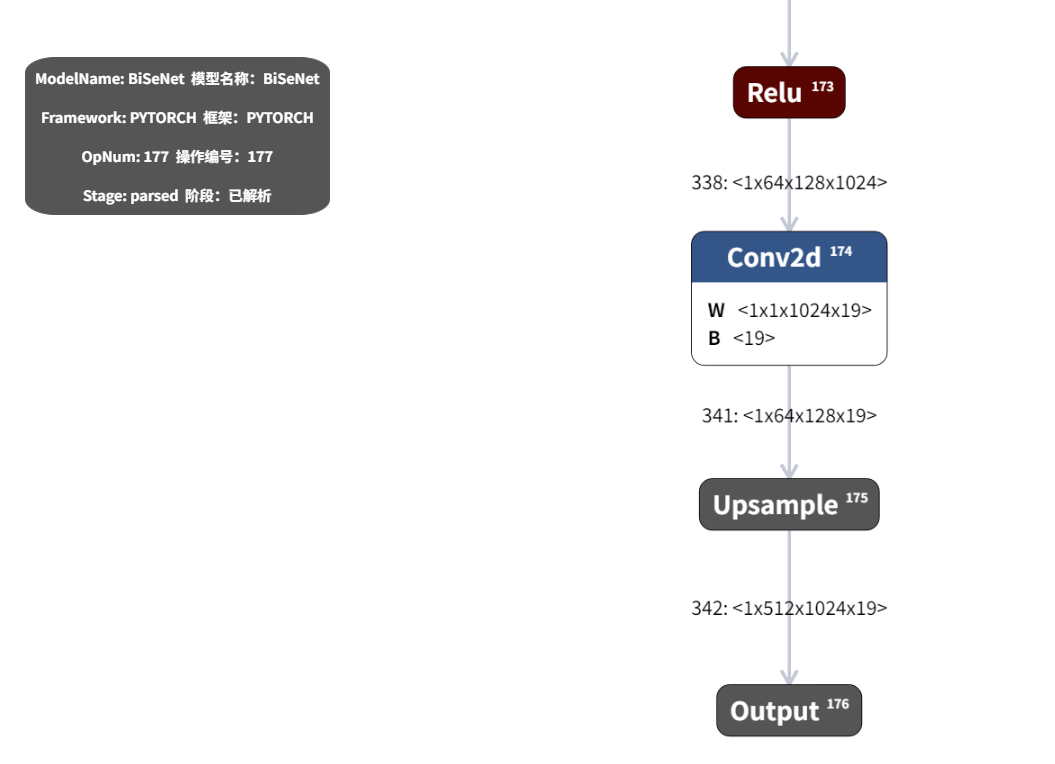 ModelName: BiSeNet 模型名称：BiSeNet
Framework: PYTORCH 框架：PYTORCH
OpNum: 177 操作编号：177
Stage: parsed 阶段：已解析
Relu 173
338: <1x64x128x1024>
Conv2d 174
W <1x1x1024x19>
B <19>
341: <1x64x128x19>
Upsample 175
342: <1x512x1024x19>
Output 176